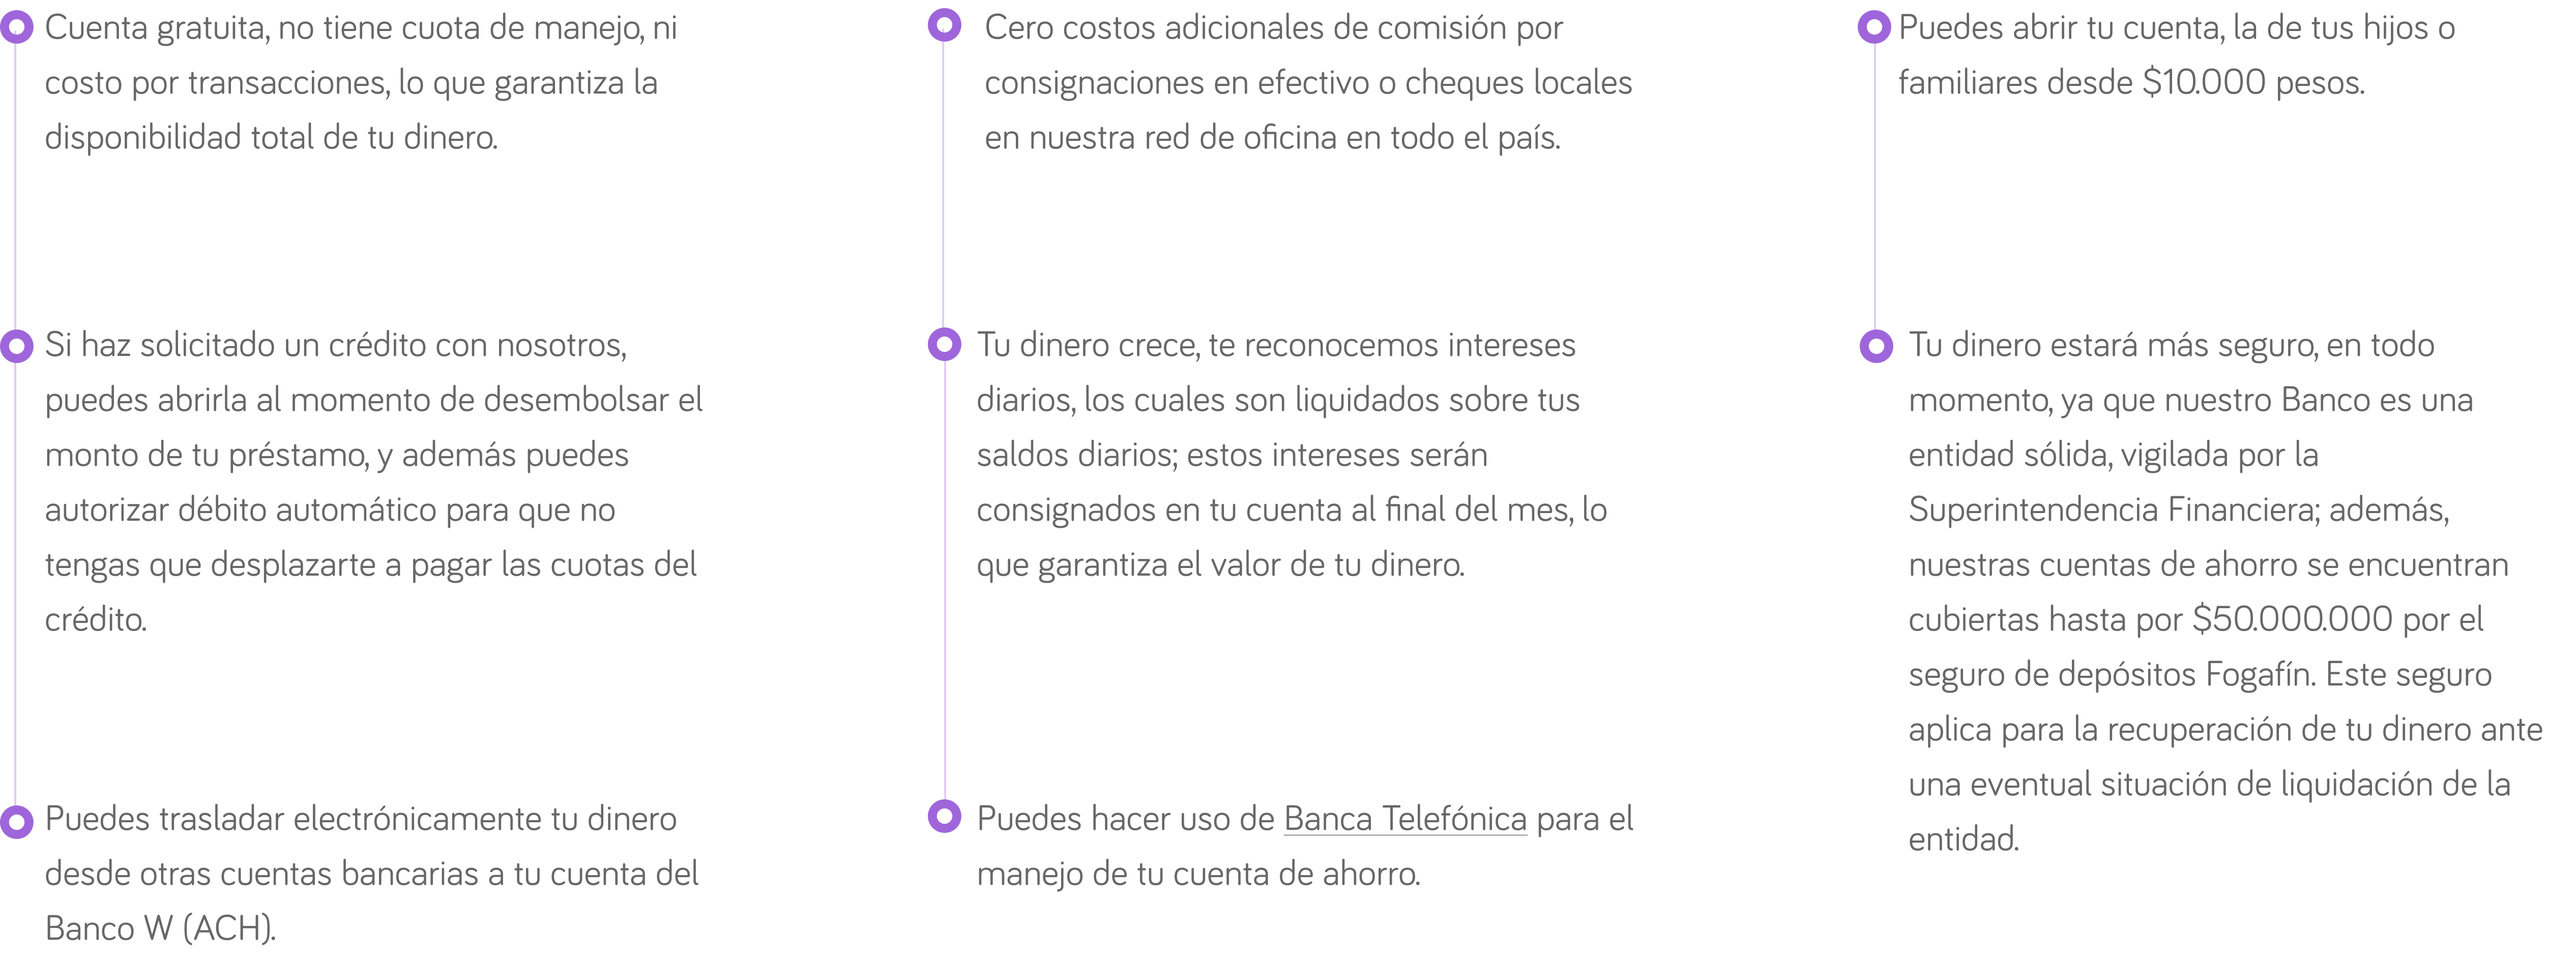 Cuenta gratuita, no tiene cuota de manejo, ni
costo por transacciones, lo que garantiza la
disponibilidad total de tu dinero.
Si haz solicitado un crédito con nosotros,
puedes abrirla al momento de desembolsar el
monto de tu préstamo, y además puedes
autorizar débito automático para que no
tengas que desplazarte a pagar las cuotas del
crédito.
Puedes trasladar electrónicamente tu dinero
desde otras cuentas bancarias a tu cuenta del
Banco W (ACH).
Cero costos adicionales de comisión por
consignaciones en efectivo o cheques locales
en nuestra red de oficina en todo el país.
Tu dinero crece, te reconocemos intereses
diarios, los cuales son liquidados sobre tus
saldos diarios; estos intereses serán
consignados en tu cuenta al final del mes, lo
que garantiza el valor de tu dinero.
Puedes hacer uso de Banca Telefónica para el
manejo de tu cuenta de ahorro.
Puedes abrir tu cuenta, la de tus hijos o
familiares desde $10.000 pesos.
Tu dinero estará más seguro, en todo
momento, ya que nuestro Banco es una
entidad sólida, vigilada por la
Superintendencia Financiera; además,
nuestras cuentas de ahorro se encuentran
cubiertas hasta por $50.000.000 por el
seguro de depósitos Fogafín. Este seguro
aplica para la recuperación de tu dinero ante
una eventual situación de liquidación de la
entidad.